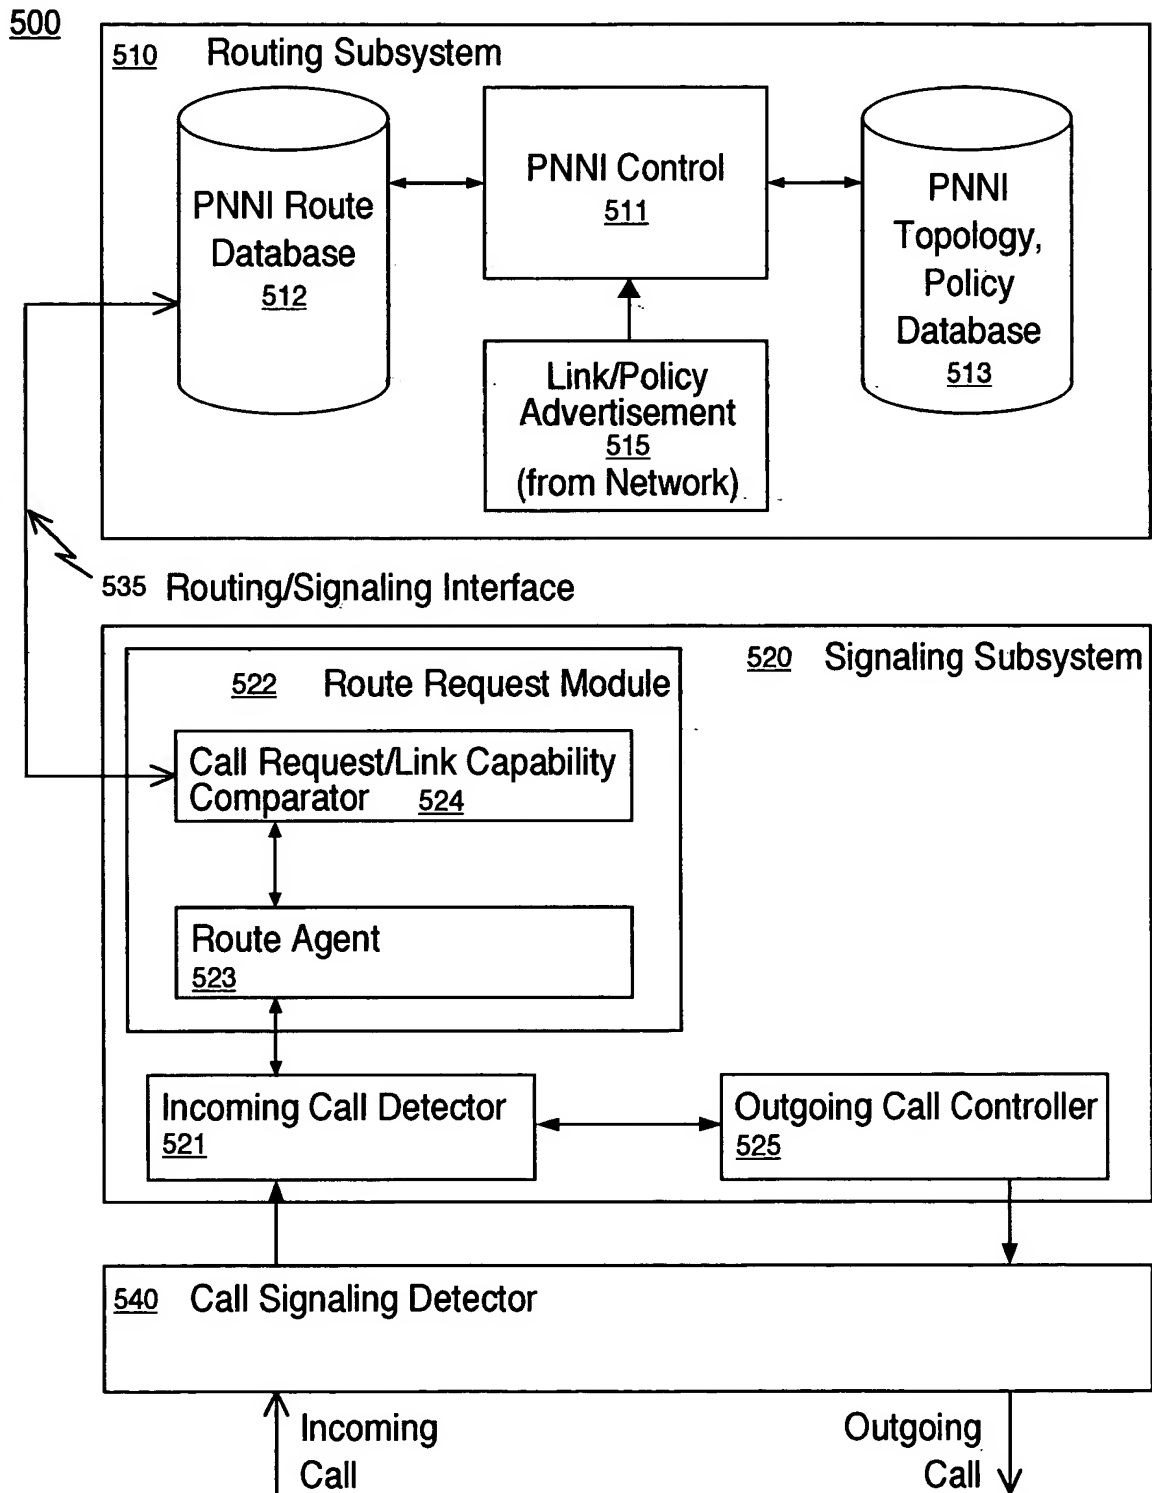 500
510 Routing Subsystem
PNNI Route
Database
512
PNNI Control
511
PNNI
Topology,
Policy
Database
513
Link/Policy
Advertisement
515
(from Network)
535 Routing/Signaling Interface
520 Signaling Subsystem
522 Route Request Module
Call Request/Link Capability
Comparator 524
Route Agent
523
Incoming Call Detector
521
Outgoing Call Controller
525
540 Call Signaling Detector
Incoming
Call
Outgoing
Call